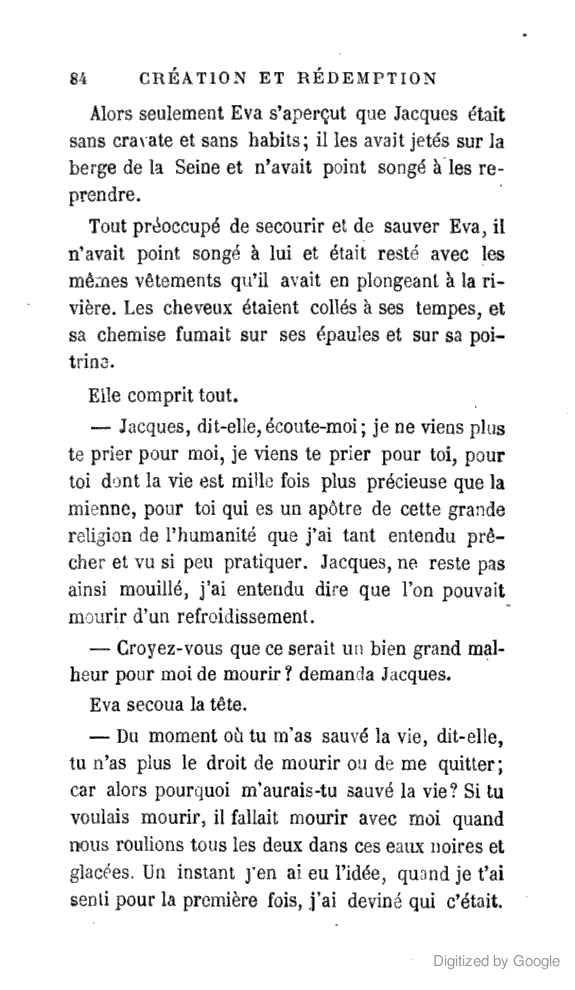 84 CRÉATION ET RÉDEMPTION
Alors seulement Eva s'aperçut que Jacques était
sans cravate et sans habits; il les avait jetés sur la
berge de la Seine et n'avait point songé à les re-
prendre.
Tout préoccupé de secourir et de sauver Eva, il
n'avait point songé à lui et était resté avec les
mêmes vêtements qu'il avait en plongeant à la ri-
vière. Les cheveux étaient collés à ses tempes, et
sa chemise fumait sur ses épaules et sur sa poi-
trine.
Elle comprit tout.
— Jacques, dit-elle, écoute-moi; je ne viens plus
te prier pour moi, je viens te prier pour toi, pour
toi dont la vie est mille fois plus précieuse que la
mienne, pour toi qui es un apôtre de cette grande
religion de l'humanité que j'ai tant entendu prê-
cher et vu si peu pratiquer. Jacques, ne reste pas
ainsi mouillé, j'ai entendu dire que l'on pouvait
mourir d'un refroidissement.
— Croyez-vous que ce serait un bien grand mal-
heur pour moi de mourir? demanda Jacques.
Eva secoua la tête.
— Du moment où tu m'as sauvé la vie, dit-elle,
tu n'as plus le droit de mourir ou de me quitter;
car alors pourquoi m'aurais-tu sauvé la vie? Si tu
voulais mourir, il fallait mourir avec moi quand
nous roulions tous les deux dans ces eaux noires et
glacées. Un instant j'en ai eu l'idée, quand je t'ai
senti pour la première fois, j'ai deviné qui c'était.
Digitized by Google